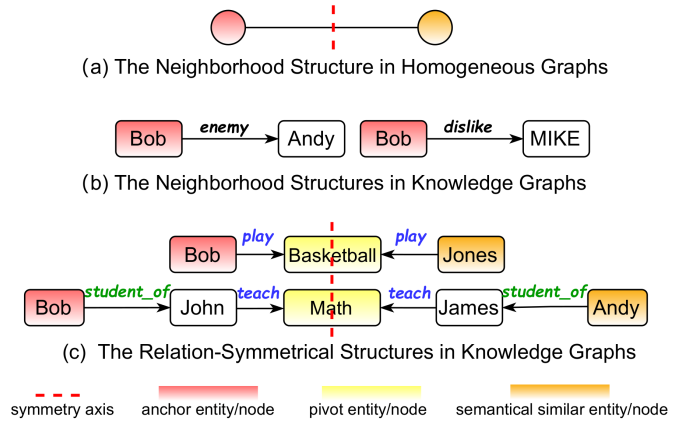 (a) The Neighborhood Structure in Homogeneous Graphs
Bob enemy Andy Bob dislike MIKE
(b) The Neighborhood Structures in Knowledge Graphs
Bob play Basketball play Jones
Bob student_of John teach Math teach James student_of Andy
(c) The Relation-Symmetrical Structures in Knowledge Graphs
symmetry axis anchor entity/node pivot entity/node semantical similar entity/node